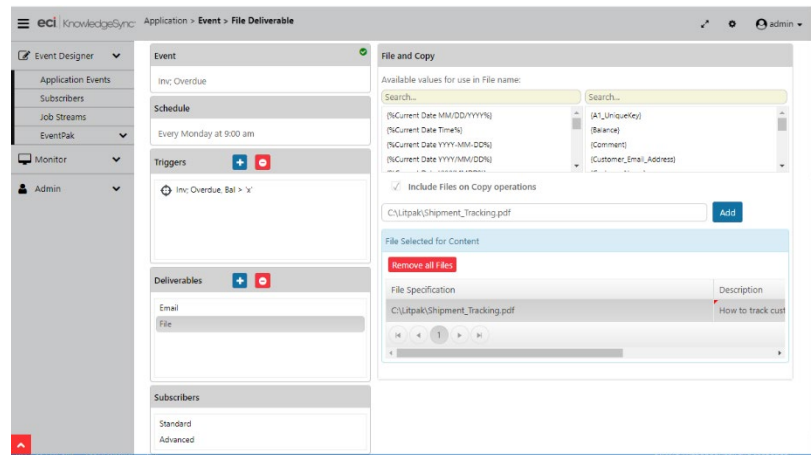 eci KnowledgeSync
Application > Event > File Deliverable
admin
Event Designer
Application Events
Subscribers
Job Streams
EventPak
Monitor
Admin
Event
Inv; Overdue
Schedule
Every Monday at 9:00 am
Triggers
Inv; Overdue, Bal > 'x'
Deliverables
Email
File
Subscribers
Standard
Advanced
File and Copy
Available values for use in File name:
Search... Search...
{%Current Date MM/DD/YYYY%} {A1_UniqueKey}
{%Current Date Time%} {Balance}
{%Current Date YYYY-MM-DD%} {Comment}
{%Current Date YYYY/MM/DD%} {Customer_Email_Address}
Include Files on Copy operations
C:\Litpak\Shipment_Tracking.pdf Add
File Selected for Content
Remove all Files
File Specification Description
C:\Litpak\Shipment_Tracking.pdf How to track cust
1